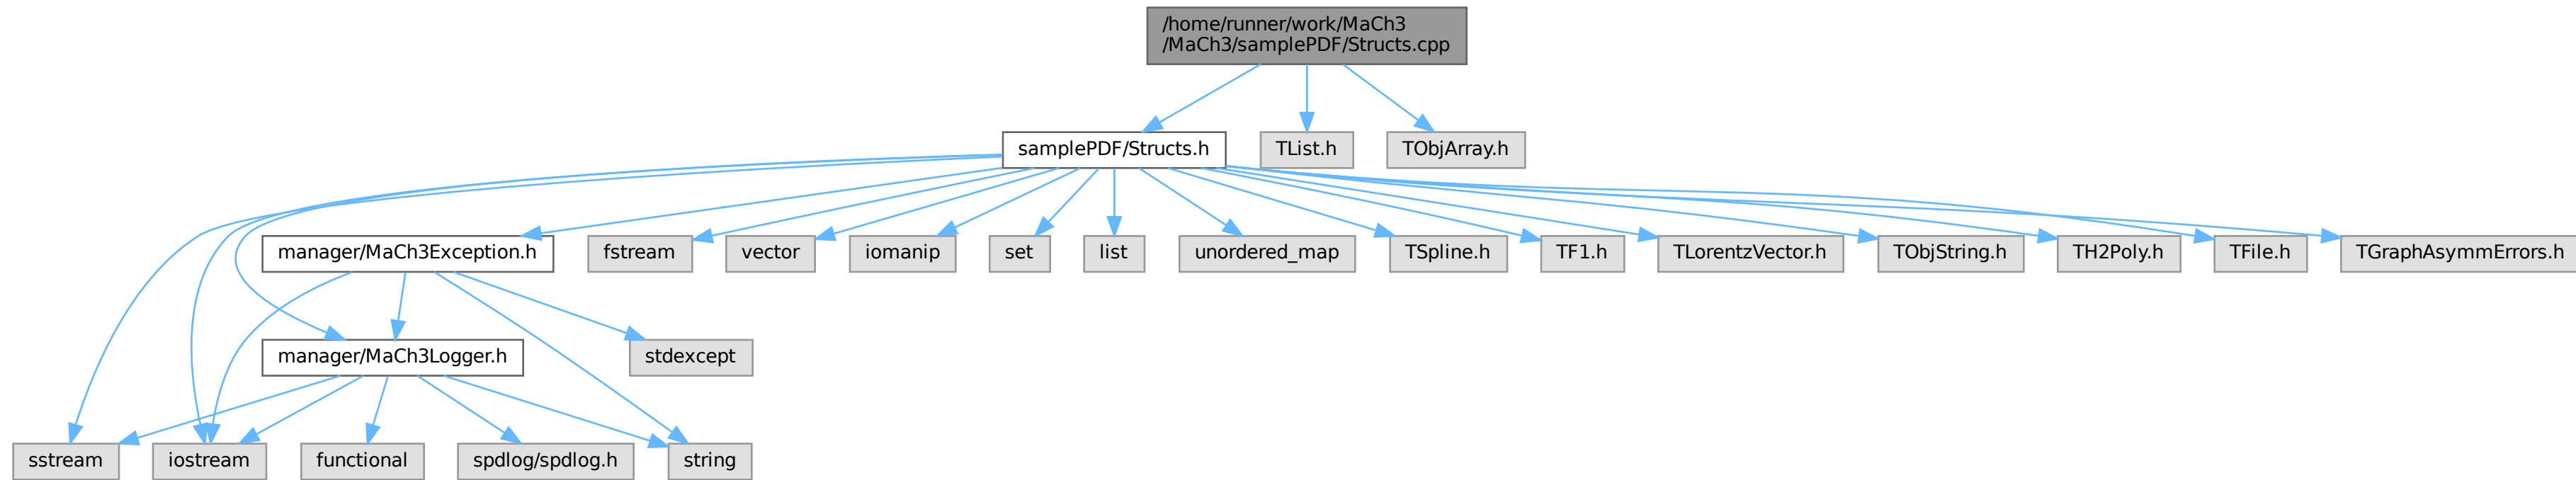 /home/runner/work/MaCh3
/MaCh3/samplePDF/Structs.cpp
samplePDF/Structs.h
TList.h
TObjArray.h
manager/MaCh3Exception.h
fstream
vector
iomanip
set
list
unordered_map
TSpline.h
TF1.h
TLorentzVector.h
TObjString.h
TH2Poly.h
TFile.h
TGraphAsymmErrors.h
manager/MaCh3Logger.h
stdexcept
sstream
iostream
functional
spdlog/spdlog.h
string